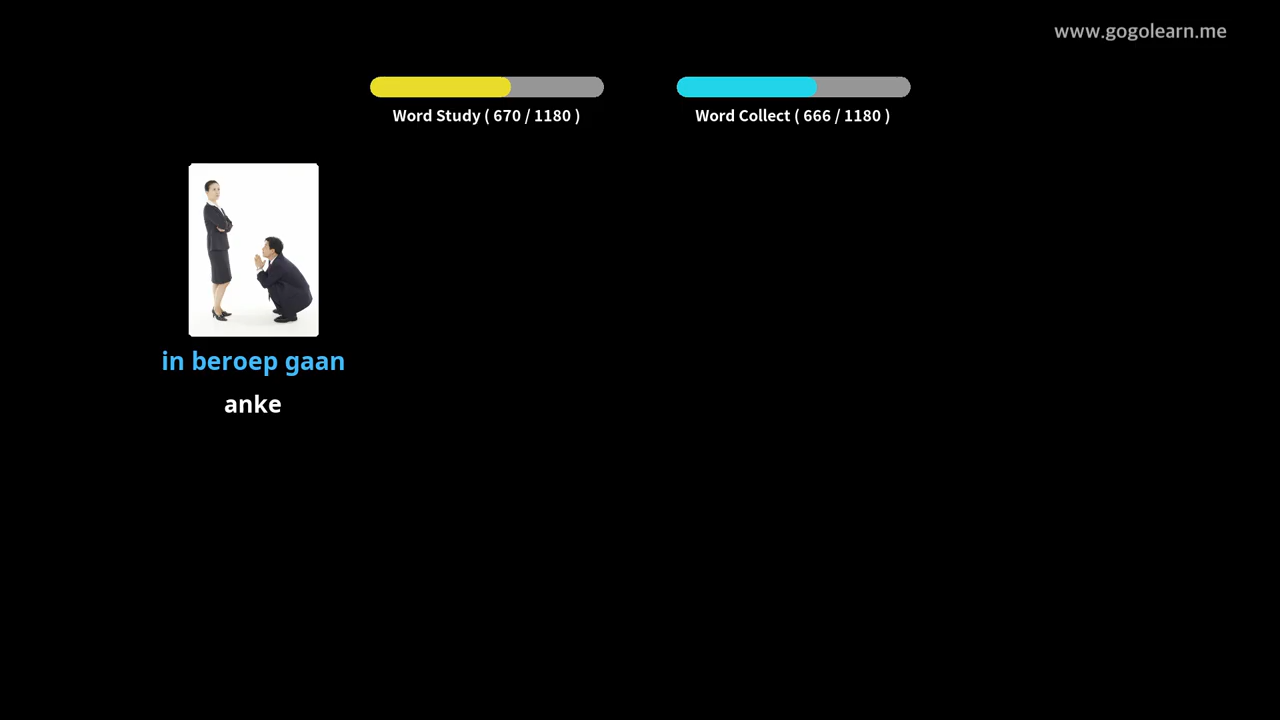 www.gogolearn.me
Word Study ( 670 / 1180 )
Word Collect ( 666 / 1180 )
in beroep gaan
anke